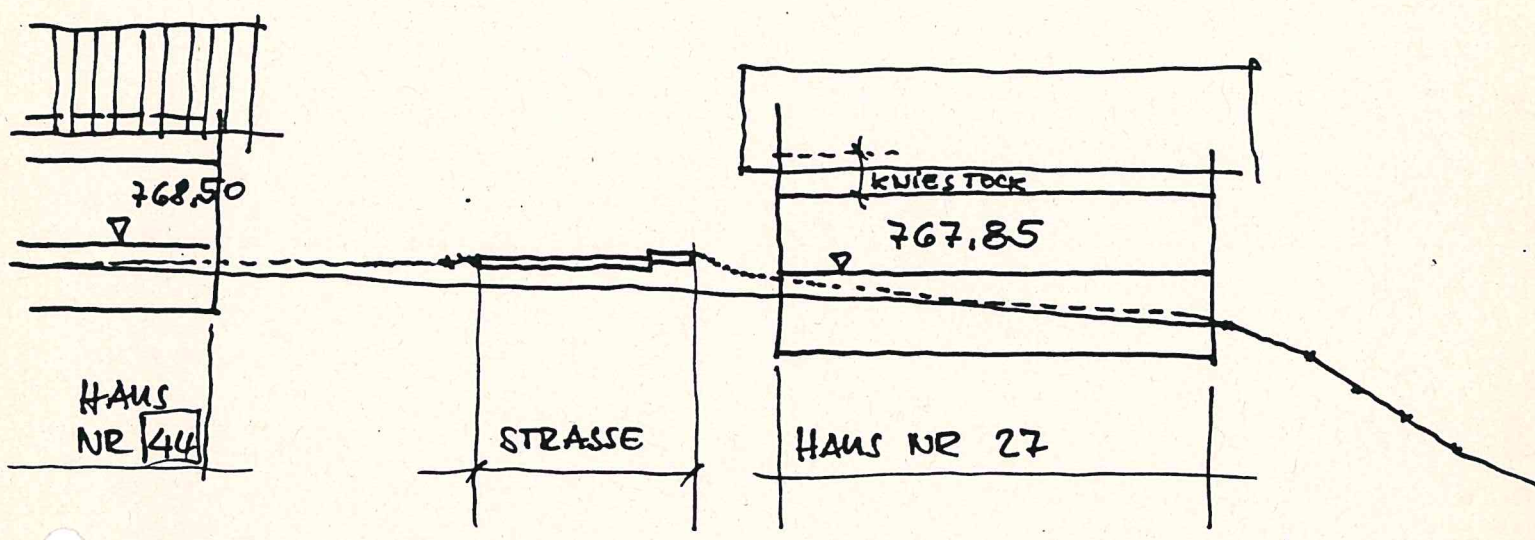 768,50
KNIESTOCK
767,85
HAUS
NR 44
STRASSE
HAUS NR 27